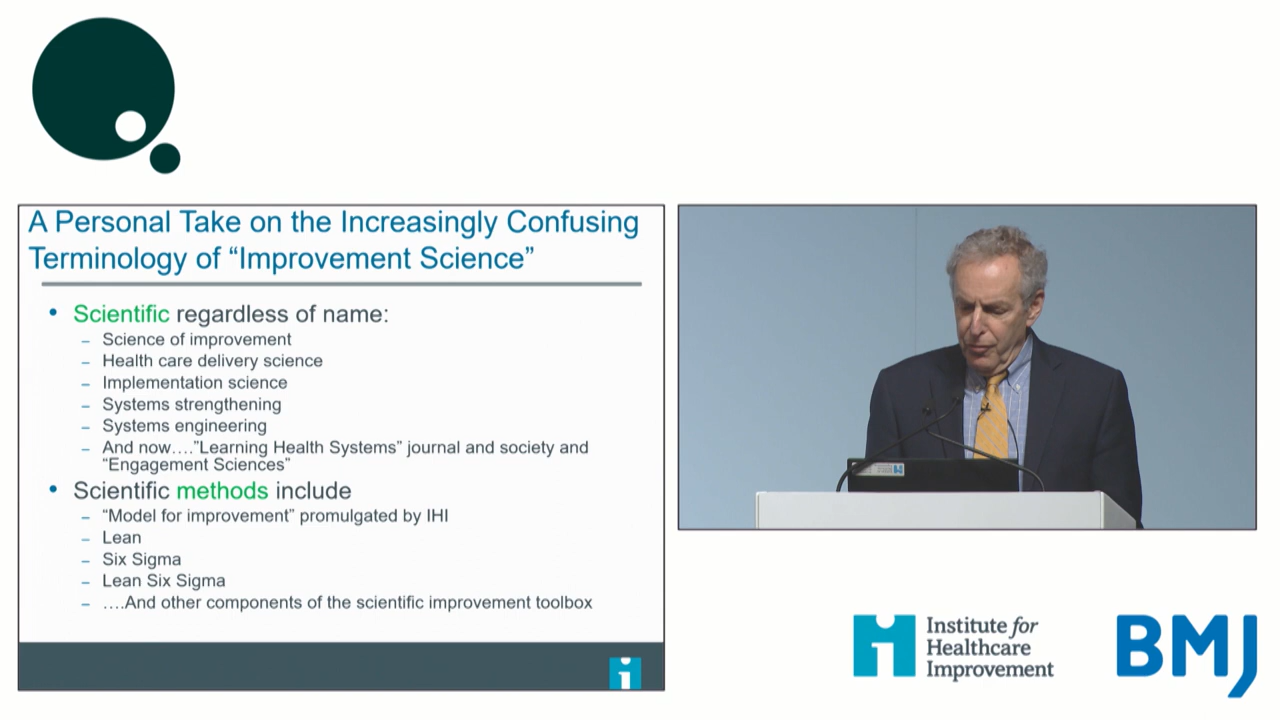 A Personal Take on the Increasingly Confusing
Terminology of “Improvement Science”
• Scientific regardless of name:
– Science of improvement
– Health care delivery science
– Implementation science
– Systems strengthening
– Systems engineering
– And now….”Learning Health Systems” journal and society and
“Engagement Sciences”
• Scientific methods include
– “Model for improvement” promulgated by IHI
– Lean
– Six Sigma
– Lean Six Sigma
– ….And other components of the scientific improvement toolbox
Institute for
Healthcare
Improvement
BMJ